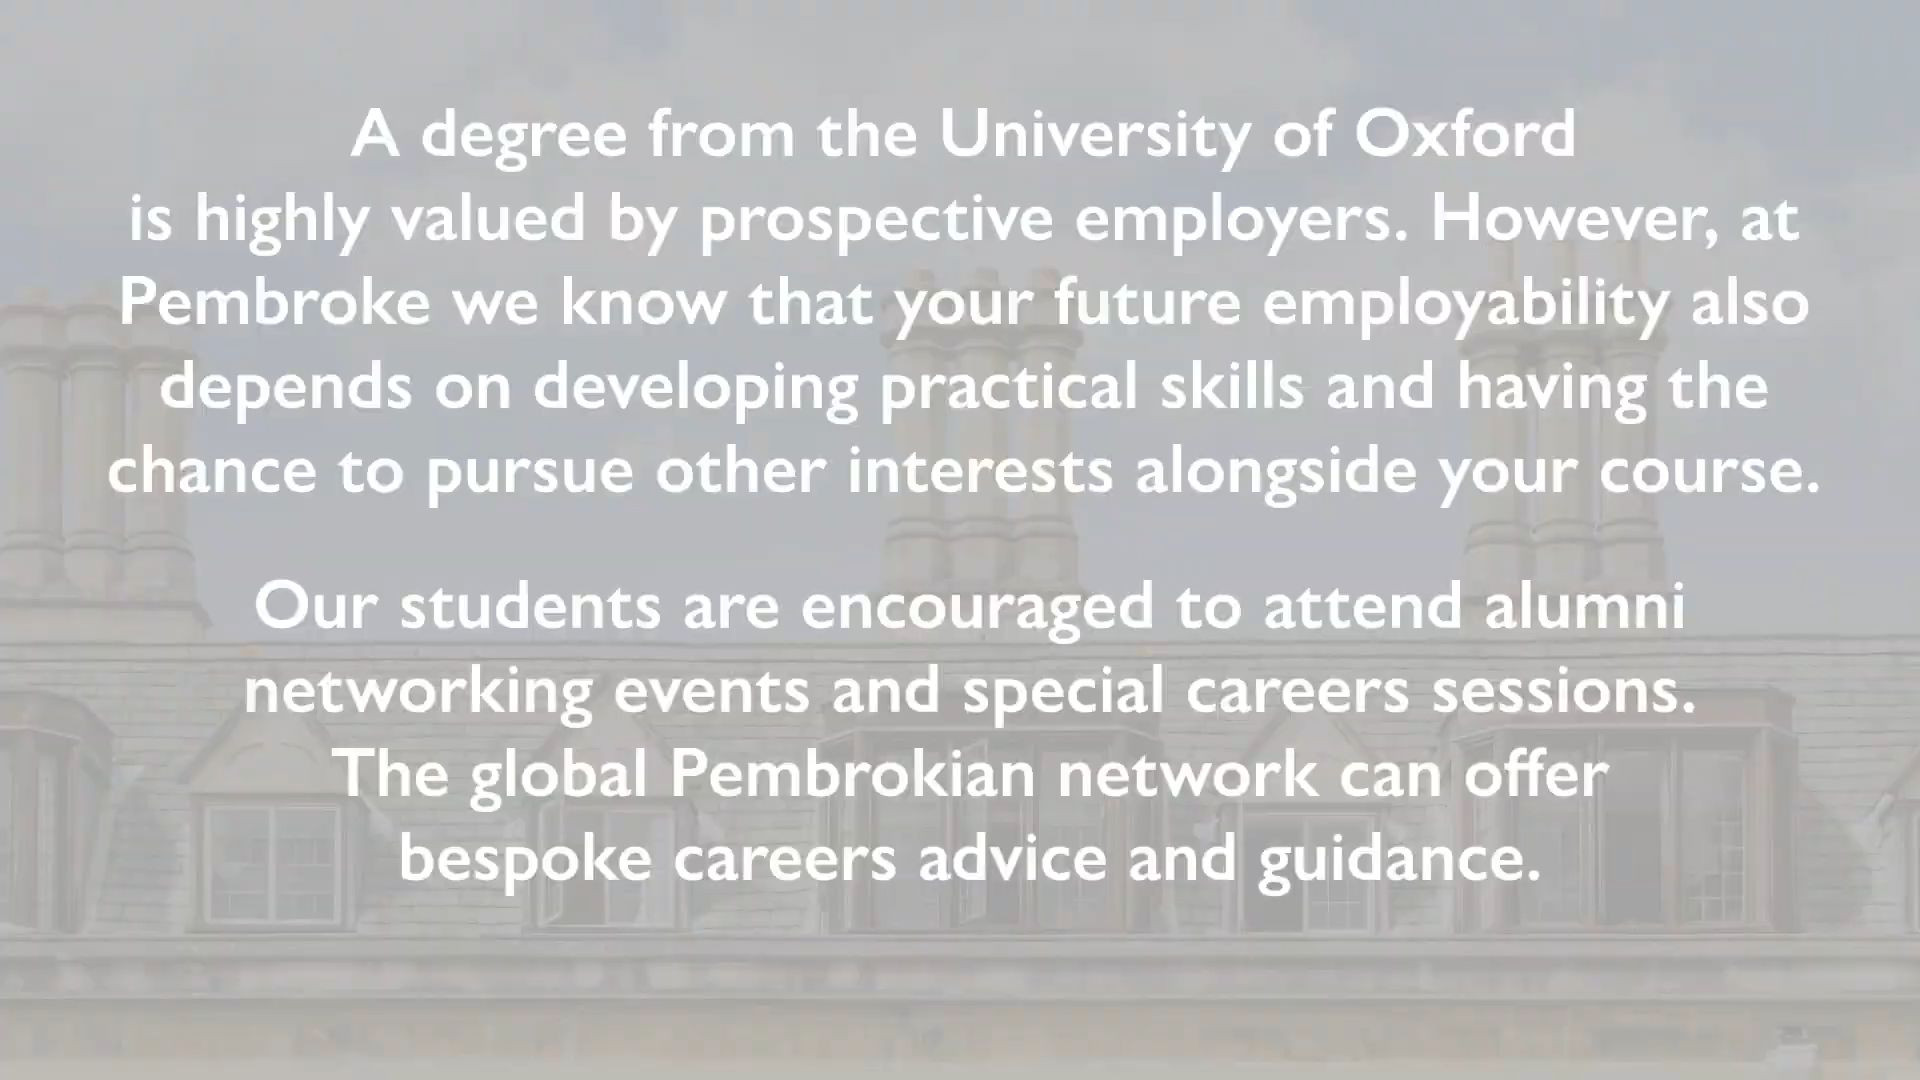 A degree from the University of Oxford
is highly valued by prospective employers. However, at
Pembroke we know that your future employability also
depends on developing practical skills and having the
chance to pursue other interests alongside your course.
Our students are encouraged to attend alumni
networking events and special careers sessions.
The global Pembrokian network can offer
bespoke careers advice and guidance.